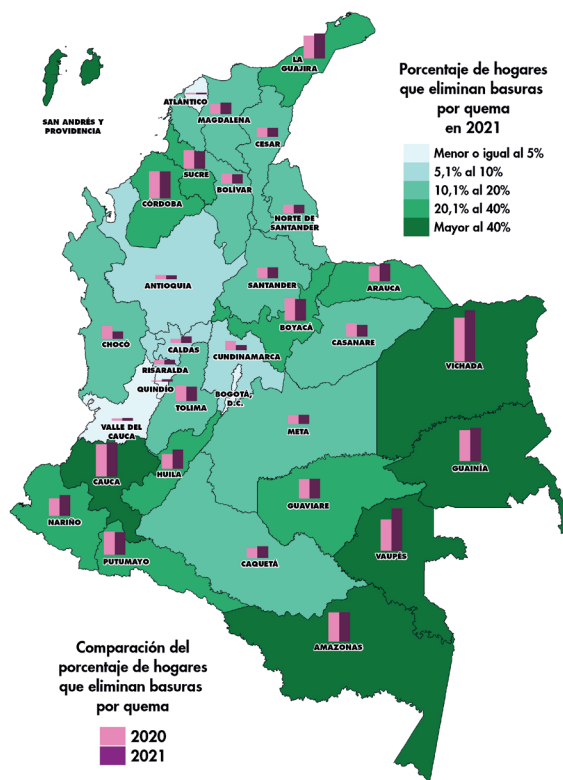 LA
GUAJIRA
SAN ANDRÉS Y
PROVIDENCIA
ATLÁNTICO
MAGDALENA
CESAR
SUCRE
BOLÍVAR
CÓRDOBA
NORTE DE
SANTANDER
ANTIOQUIA
SANTANDER
ARAUCA
BOYACÁ
CHOCÓ
CALDAS
CUNDINAMARCA
CASANARE
VICHADA
RISARALDA
QUINDÍO
BOGOTÁ,
D.C.
TOLIMA
VALLE DEL
CAUCA
META
GUAINÍA
CAUCA
HUILA
GUAVIARE
NARIÑO
VAUPÉS
PUTUMAYO
CAQUETÁ
AMAZONAS
Porcentaje de hogares
que eliminan basuras
por quema
en 2021
Menor o igual al 5%
5,1% al 10%
10,1% al 20%
20,1% al 40%
Mayor al 40%
Comparación del
porcentaje de hogares
que eliminan basuras
por quema
2020
2021